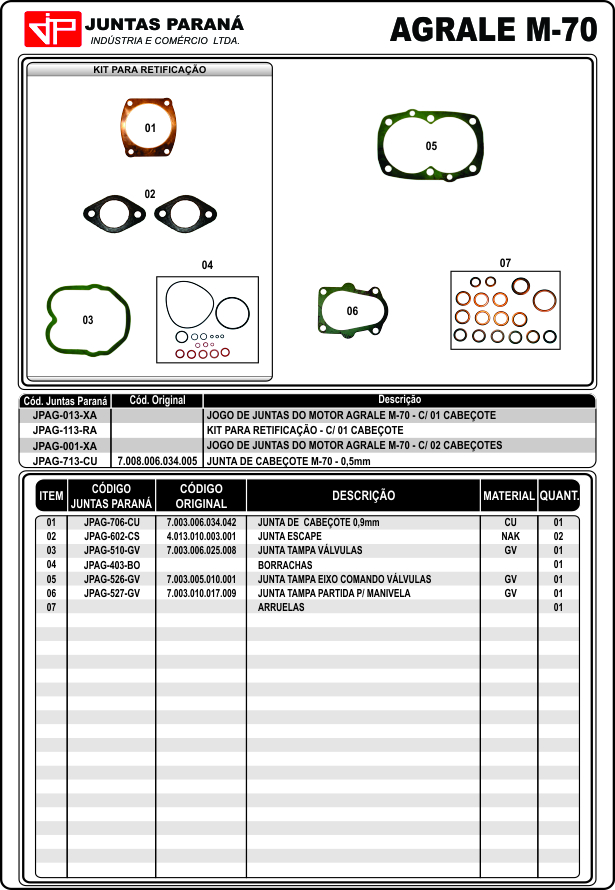 JP
JUNTAS PARANÁ
INDÚSTRIA E COMÉRCIO LTDA.
AGRALE M-70
KIT PARA RETIFICAÇÃO
01
02
03
04
05
06
07
Cód. Juntas Paraná Cód. Original Descrição
JPAG-013-XA JOGO DE JUNTAS DO MOTOR AGRALE M-70 - C/ 01 CABEÇOTE
JPAG-113-RA KIT PARA RETIFICAÇÃO - C/ 01 CABEÇOTE
JPAG-001-XA JOGO DE JUNTAS DO MOTOR AGRALE M-70 - C/ 02 CABEÇOTES
JPAG-713-CU 7.008.006.034.005 JUNTA DE CABEÇOTE M-70 - 0,5mm
ITEM CÓDIGO JUNTAS PARANÁ CÓDIGO ORIGINAL DESCRIÇÃO MATERIAL QUANT.
01 JPAG-706-CU 7.003.006.034.042 JUNTA DE CABEÇOTE 0,9mm CU 01
02 JPAG-602-CS 4.013.010.003.001 JUNTA ESCAPE NAK 02
03 JPAG-510-GV 7.003.006.025.008 JUNTA TAMPA VÁLVULAS GV 01
04 JPAG-403-BO BORRACHAS 01
05 JPAG-526-GV 7.003.005.010.001 JUNTA TAMPA EIXO COMANDO VÁLVULAS GV 01
06 JPAG-527-GV 7.003.010.017.009 JUNTA TAMPA PARTIDA P/ MANIVELA GV 01
07 ARRUELAS 01